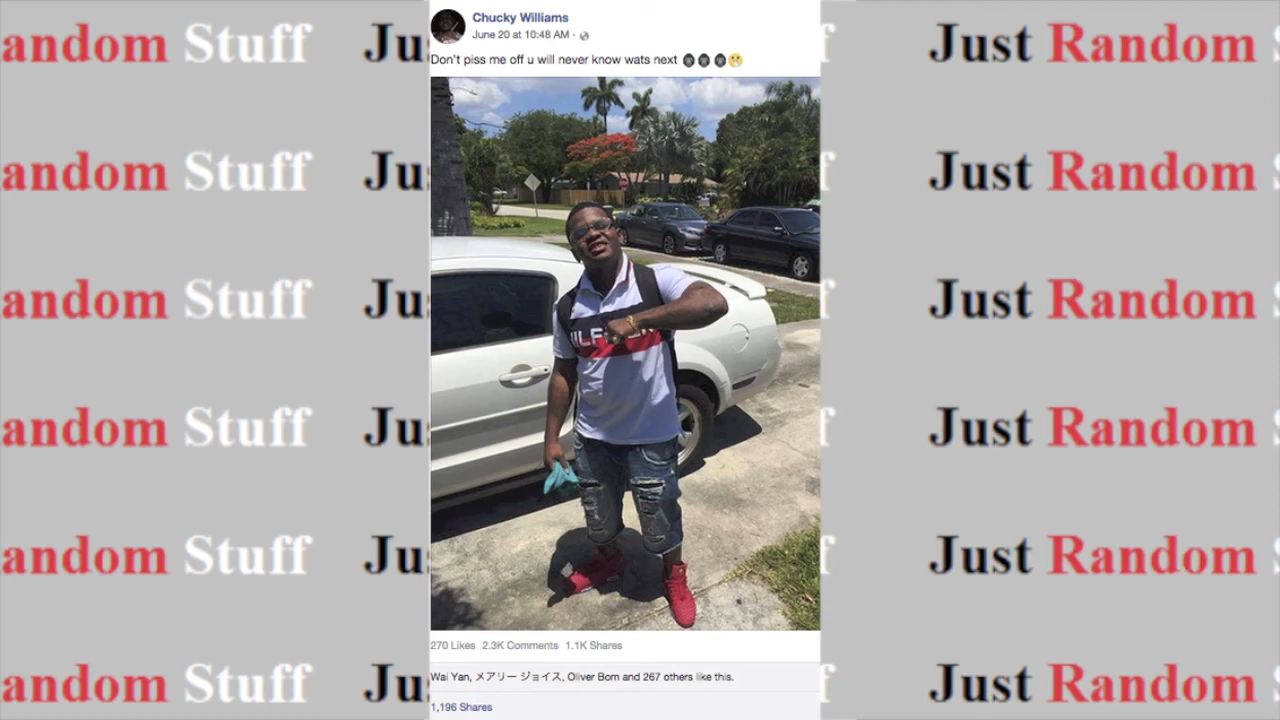 Chucky Williams
June 20 at 10:48 AM ·
Don't piss me off u will never know wats next
HILFIGER
270 Likes 2.3K Comments 1.1K Shares
Wai Yan, メアリー ジョイス, Oliver Bom and 267 others like this.
1,196 Shares
andom Stuff Ju f Just Random S
andom Stuff Ju f Just Random S
andom Stuff Ju f Just Random S
andom Stuff Ju f Just Random S
andom Stuff Ju f Just Random S
andom Stuff Ju f Just Random S